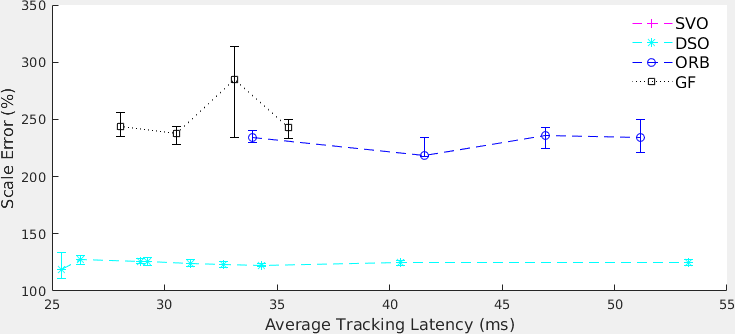 350
300
250
200
150
100
Scale Error (%)
25 30 35 40 45 50 55
Average Tracking Latency (ms)
SVO
DSO
ORB
GF